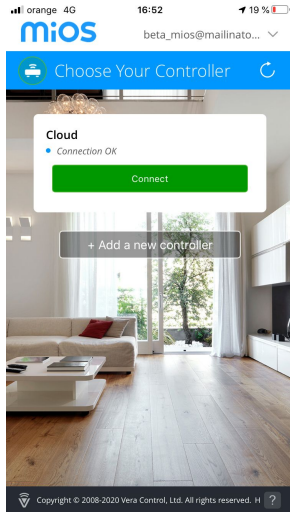 orange 4G 16:52 19 %
MiOS beta_mios@mailinato...
Choose Your Controller
Cloud
Connection OK
Connect
+ Add a new controller
Copyright © 2008-2020 Vera Control, Ltd. All rights reserved. H ?